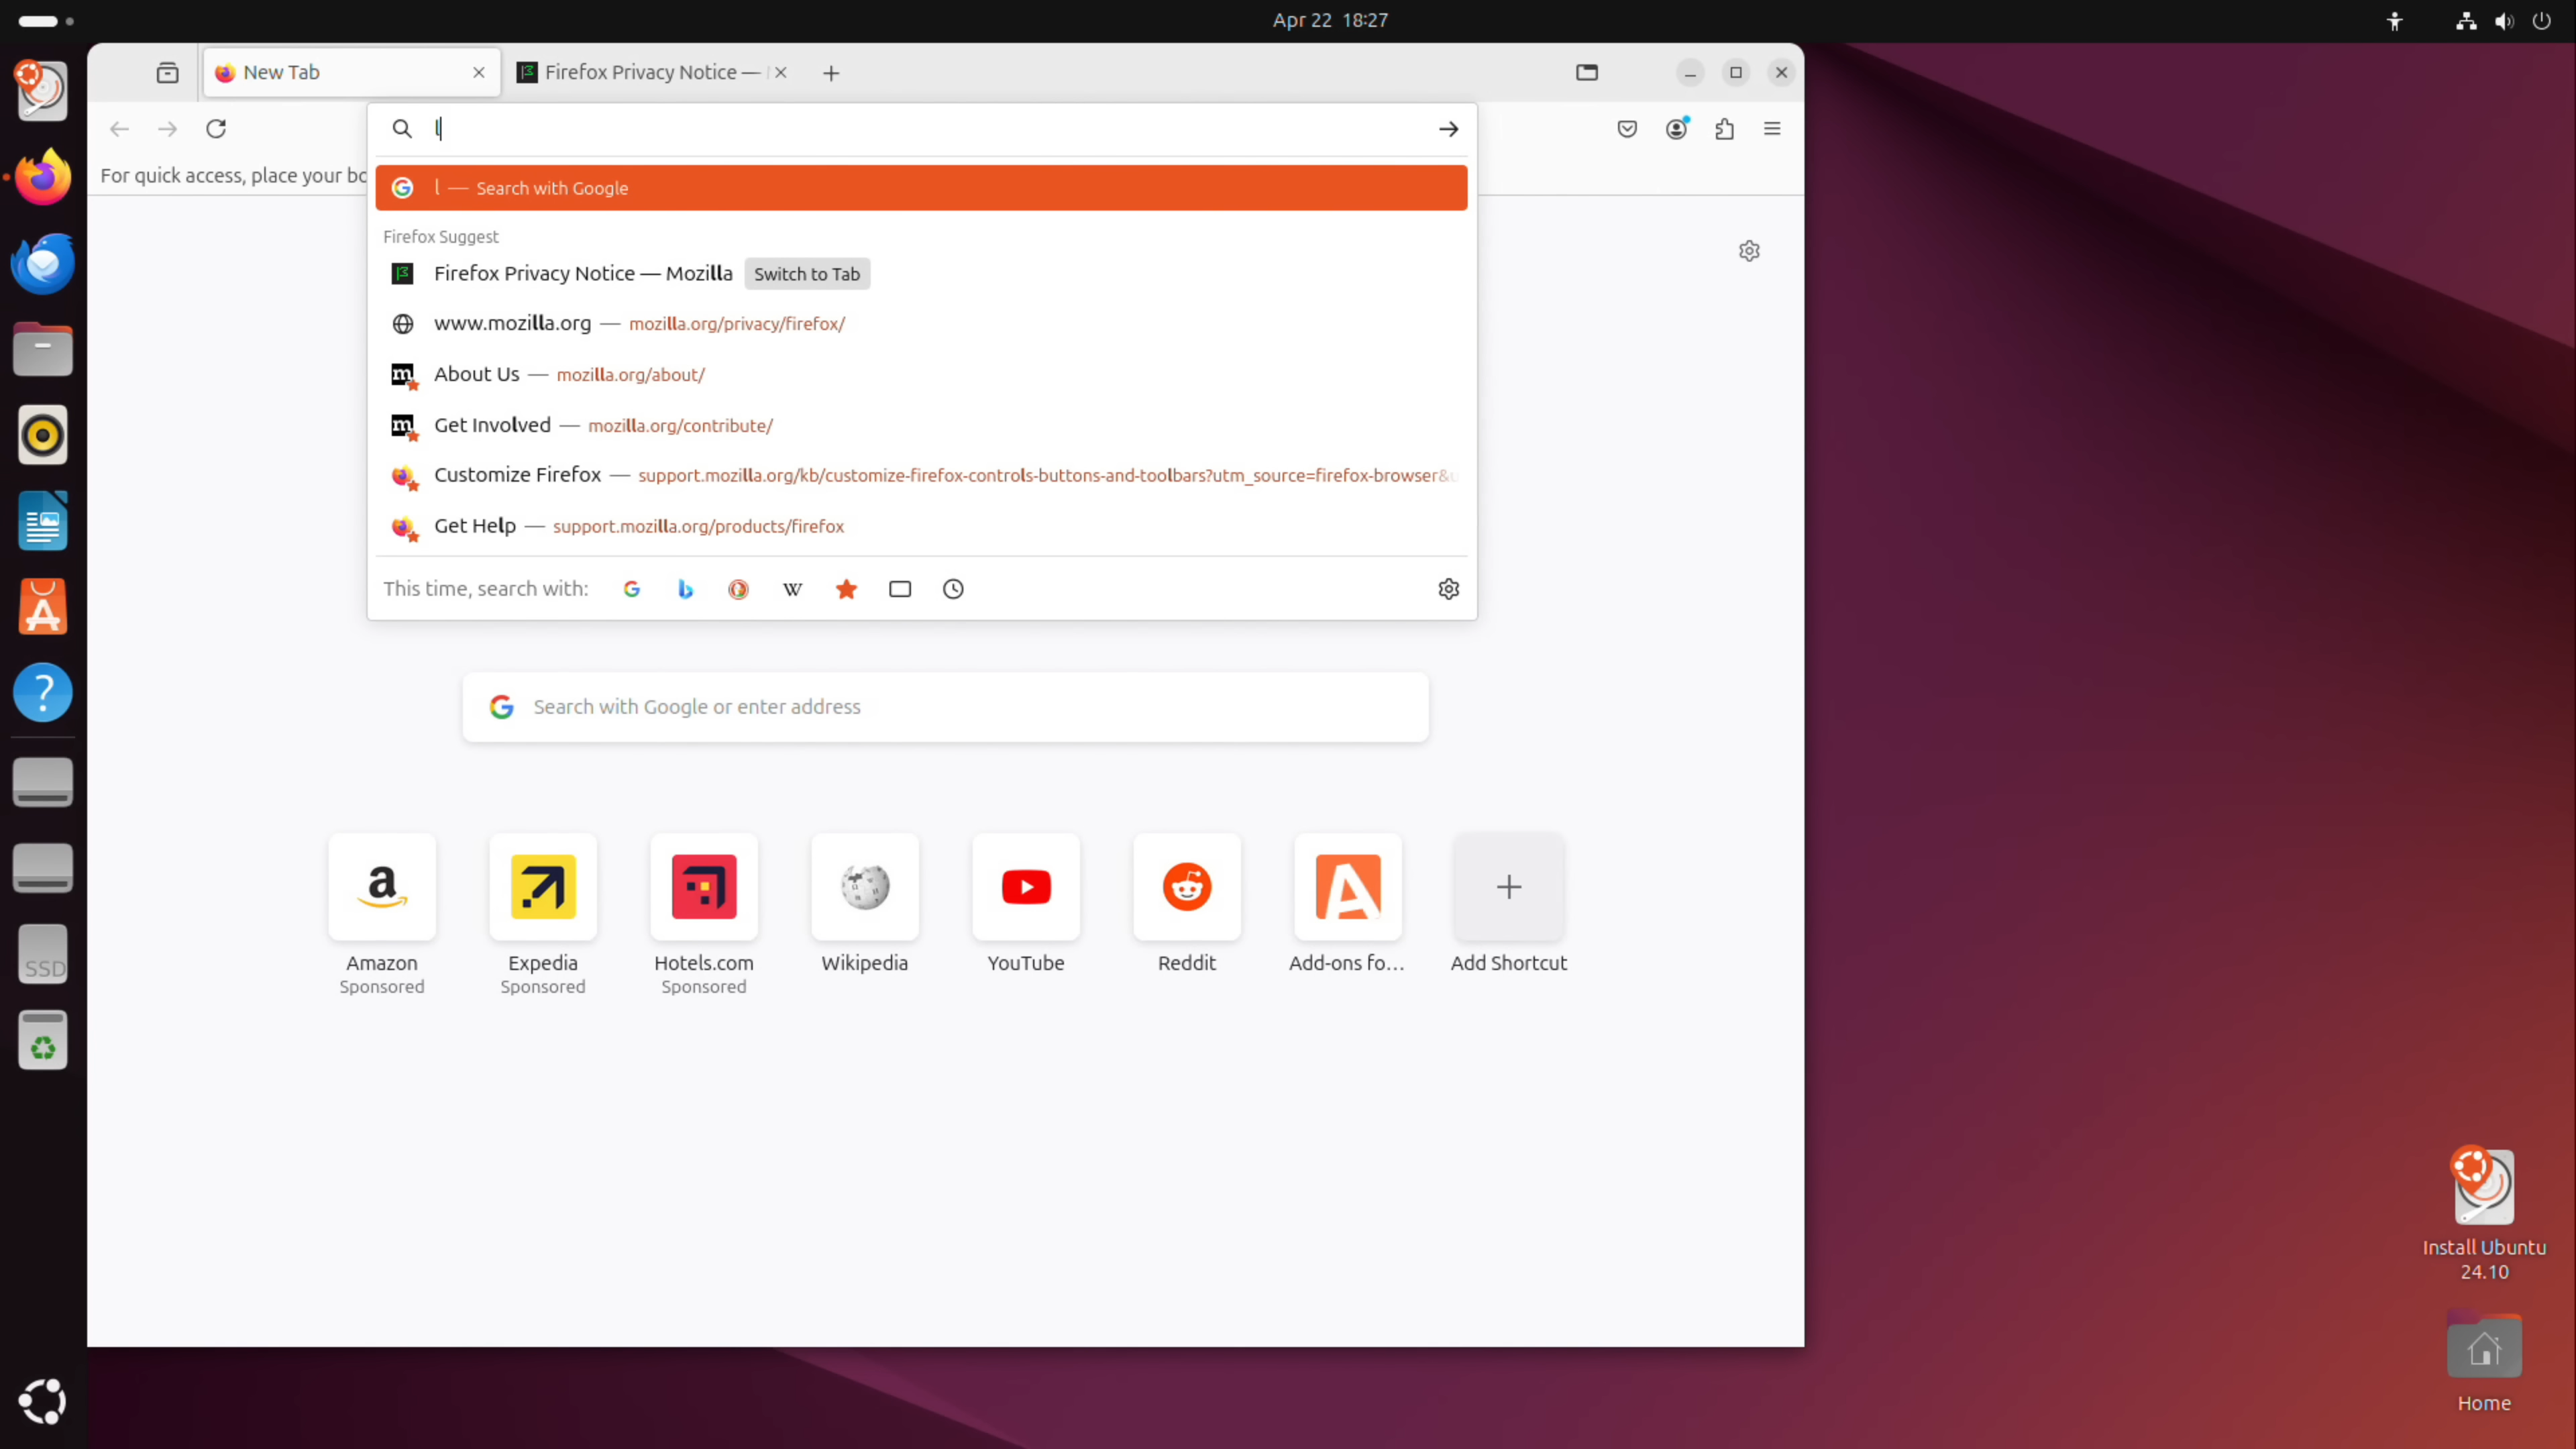 Apr 22 18:27
New Tab
Firefox Privacy Notice —
l
For quick access, place your bo
l — Search with Google
Firefox Suggest
Firefox Privacy Notice — Mozilla Switch to Tab
www.mozilla.org — mozilla.org/privacy/firefox/
About Us — mozilla.org/about/
Get Involved — mozilla.org/contribute/
Customize Firefox — support.mozilla.org/kb/customize-firefox-controls-buttons-and-toolbars?utm_source=firefox-browser&u
Get Help — support.mozilla.org/products/firefox
This time, search with:
Search with Google or enter address
Amazon
Sponsored
Expedia
Sponsored
Hotels.com
Sponsored
Wikipedia
YouTube
Reddit
Add-ons fo…
Add Shortcut
SSD
Install Ubuntu
24.10
Home